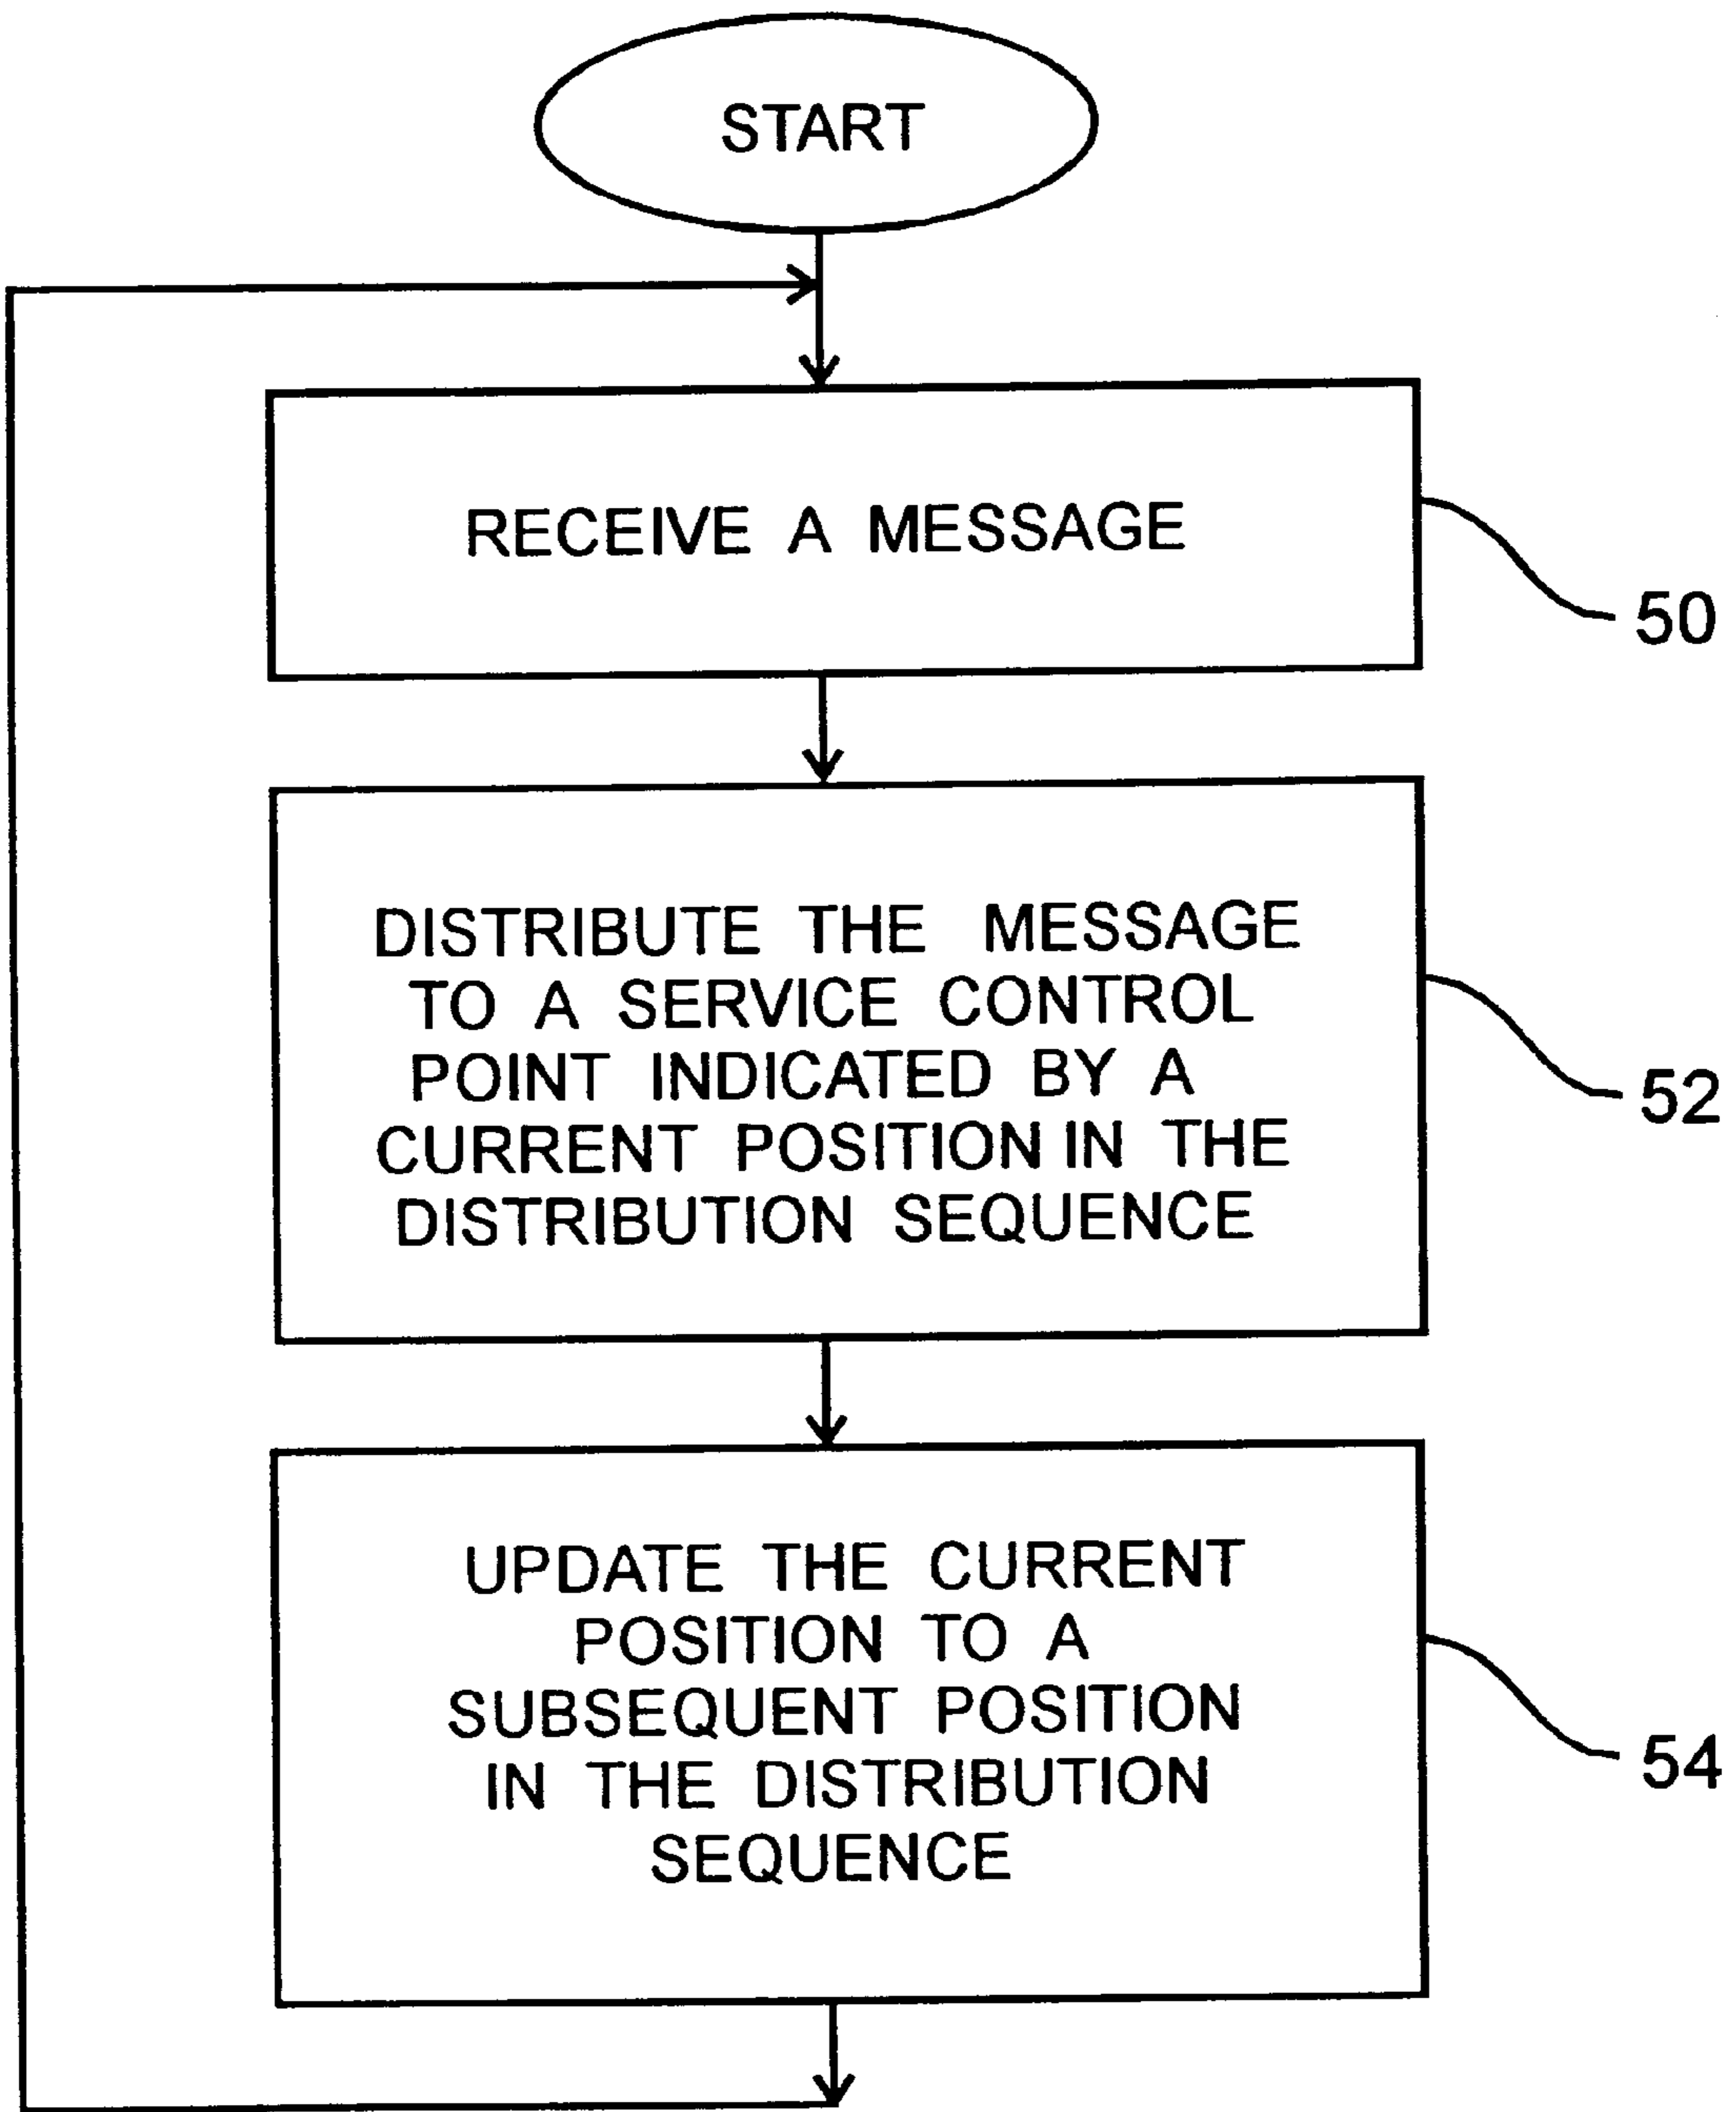 START
RECEIVE A MESSAGE
50
DISTRIBUTE THE MESSAGE
TO A SERVICE CONTROL
POINT INDICATED BY A
CURRENT POSITION IN THE
DISTRIBUTION SEQUENCE
52
UPDATE THE CURRENT
POSITION TO A
SUBSEQUENT POSITION
IN THE DISTRIBUTION
SEQUENCE
54